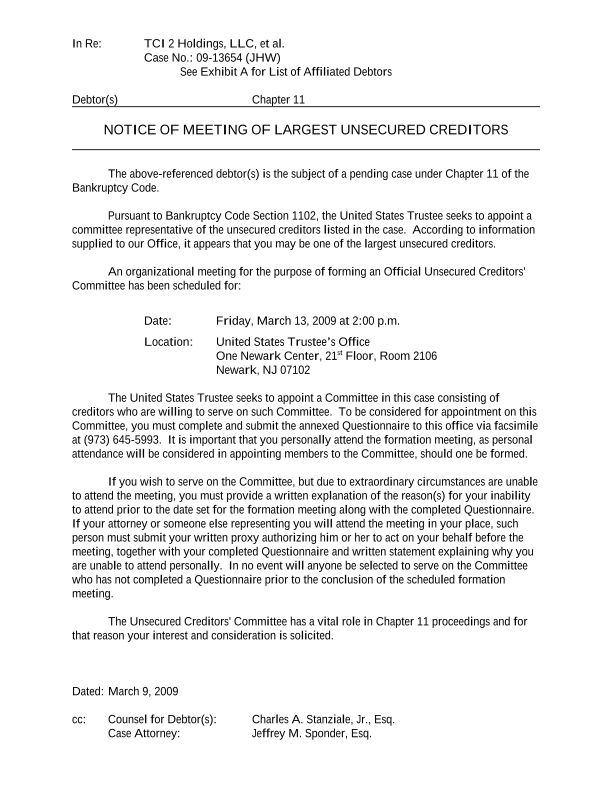 In Re: TCI 2 Holdings, LLC, et al.
Case No.: 09-13654 (JHW)
See Exhibit A for List of Affiliated Debtors
Debtor(s) Chapter 11
NOTICE OF MEETING OF LARGEST UNSECURED CREDITORS
The above-referenced debtor(s) is the subject of a pending case under Chapter 11 of the
Bankruptcy Code.
Pursuant to Bankruptcy Code Section 1102, the United States Trustee seeks to appoint a
committee representative of the unsecured creditors listed in the case. According to information
supplied to our Office, it appears that you may be one of the largest unsecured creditors.
An organizational meeting for the purpose of forming an Official Unsecured Creditors'
Committee has been scheduled for:
Date: Friday, March 13, 2009 at 2:00 p.m.
Location: United States Trustee's Office
One Newark Center, 21st Floor, Room 2106
Newark, NJ 07102
The United States Trustee seeks to appoint a Committee in this case consisting of
creditors who are willing to serve on such Committee. To be considered for appointment on this
Committee, you must complete and submit the annexed Questionnaire to this office via facsimile
at (973) 645-5993. It is important that you personally attend the formation meeting, as personal
attendance will be considered in appointing members to the Committee, should one be formed.
If you wish to serve on the Committee, but due to extraordinary circumstances are unable
to attend the meeting, you must provide a written explanation of the reason(s) for your inability
to attend prior to the date set for the formation meeting along with the completed Questionnaire.
If your attorney or someone else representing you will attend the meeting in your place, such
person must submit your written proxy authorizing him or her to act on your behalf before the
meeting, together with your completed Questionnaire and written statement explaining why you
are unable to attend personally. In no event will anyone be selected to serve on the Committee
who has not completed a Questionnaire prior to the conclusion of the scheduled formation
meeting.
The Unsecured Creditors' Committee has a vital role in Chapter 11 proceedings and for
that reason your interest and consideration is solicited.
Dated: March 9, 2009
cc: Counsel for Debtor(s): Charles A. Stanziale, Jr., Esq.
Case Attorney: Jeffrey M. Sponder, Esq.